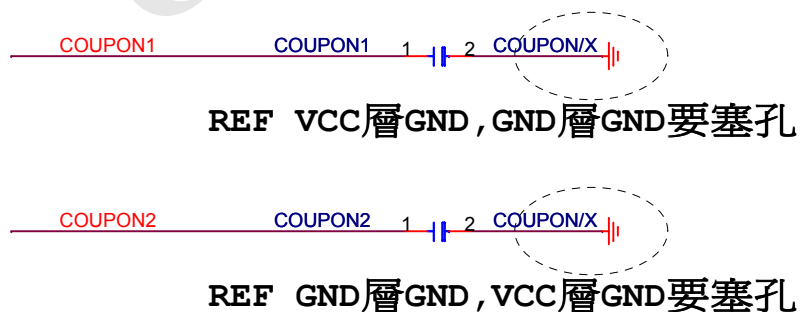 COUPON1 COUPON1 1 2 COUPON/X
REF VCC層GND,GND層GND要塞孔
COUPON2 COUPON2 1 2 COUPON/X
REF GND層GND,VCC層GND要塞孔